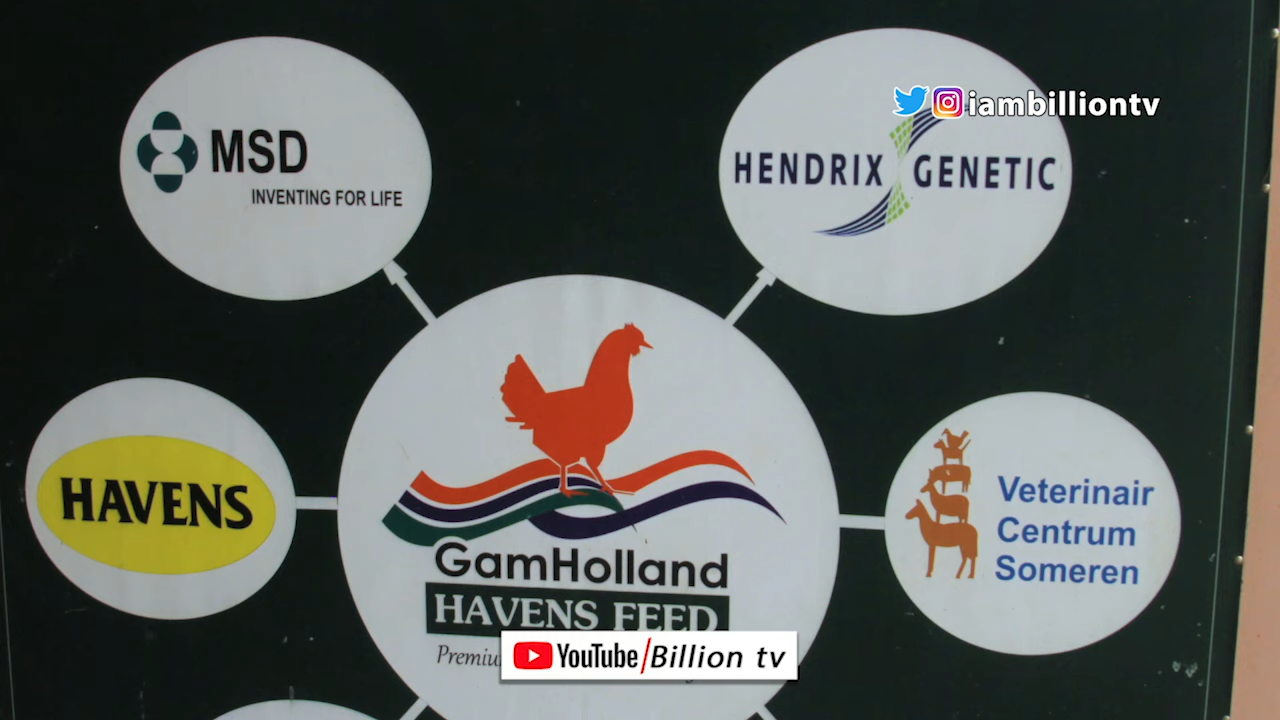 iambilliontv
MSD
INVENTING FOR LIFE
HENDRIX GENETIC
HAVENS
Veterinair
Centrum
Someren
GamHolland
HAVENS FEED
YouTube/Billion tv